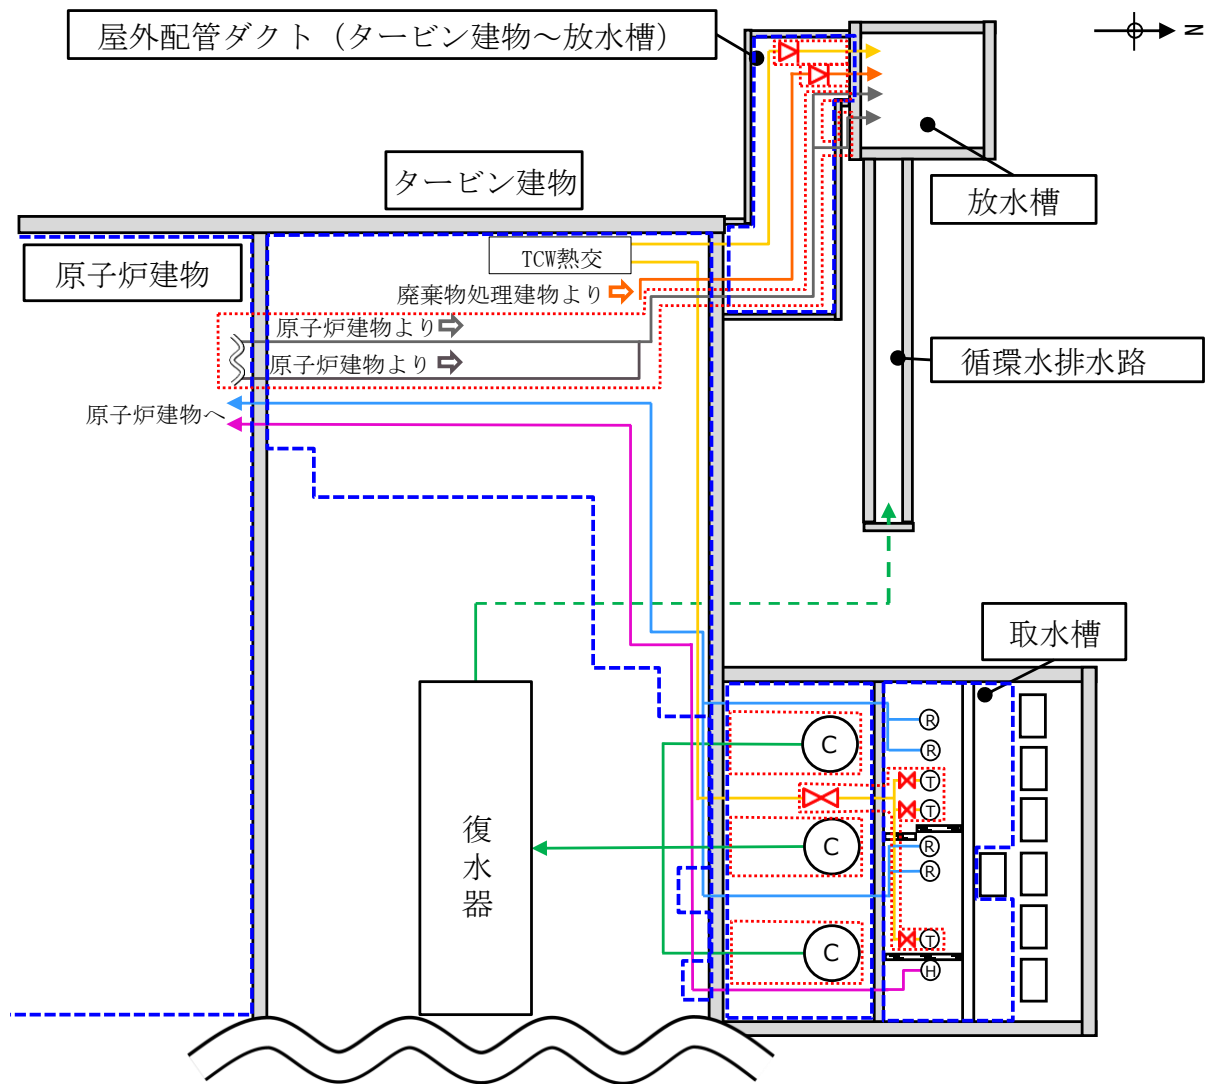 屋外配管ダクト（タービン建物～放水槽）
N
タービン建物
放水槽
原子炉建物
TCW熱交
廃棄物処理建物より
原子炉建物より
原子炉建物より
循環水排水路
原子炉建物へ
取水槽
R
C
R
T
T
復水器
C
R
R
T
C
H